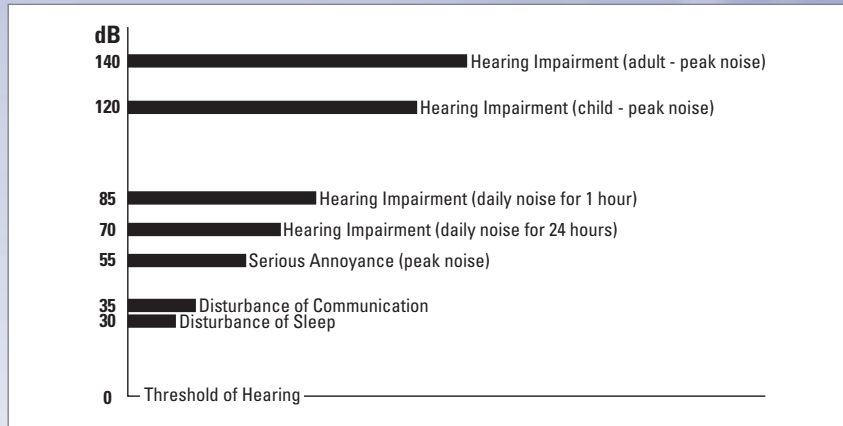 dB
140 Hearing Impairment (adult - peak noise)
120 Hearing Impairment (child - peak noise)
85 Hearing Impairment (daily noise for 1 hour)
70 Hearing Impairment (daily noise for 24 hours)
55 Serious Annoyance (peak noise)
35 Disturbance of Communication
30 Disturbance of Sleep
0 Threshold of Hearing